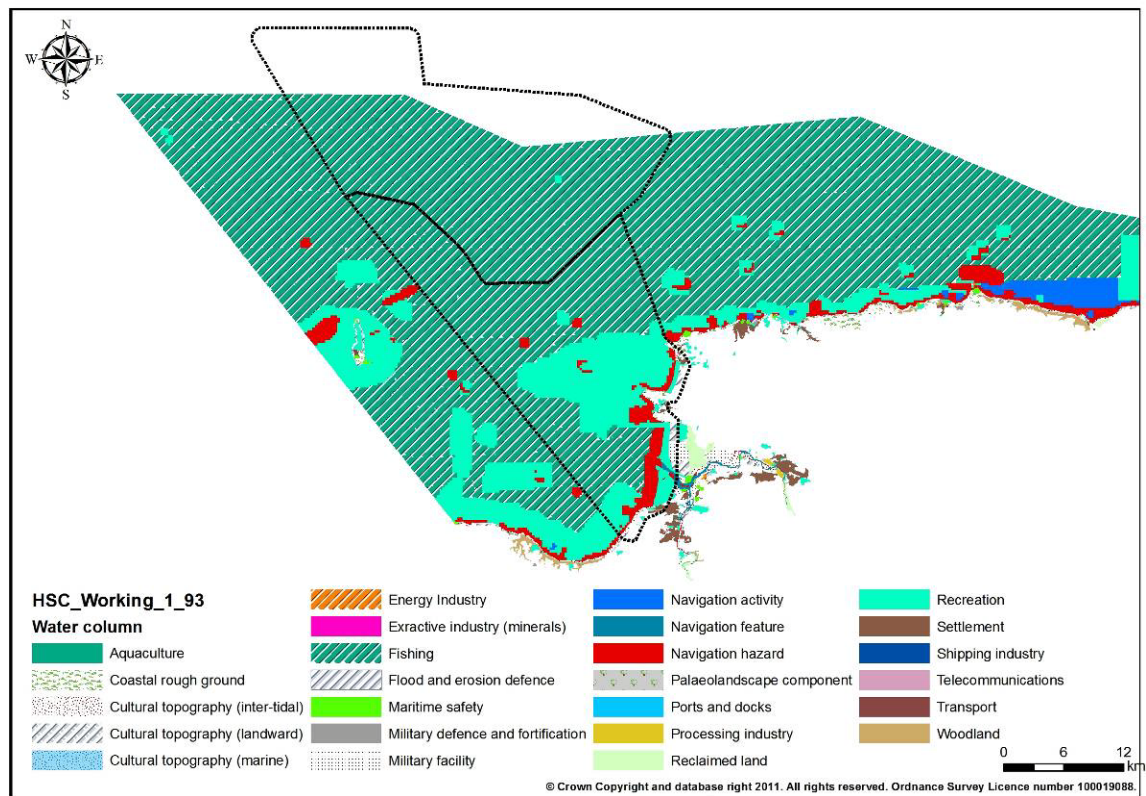 N
W E
S
HSC_Working_1_93
Water column
Aquaculture
Coastal rough ground
Cultural topography (inter-tidal)
Cultural topography (landward)
Cultural topography (marine)
Energy Industry
Exractive industry (minerals)
Fishing
Flood and erosion defence
Maritime safety
Military defence and fortification
Military facility
Navigation activity
Navigation feature
Navigation hazard
Palaeolandscape component
Ports and docks
Processing industry
Reclaimed land
Recreation
Settlement
Shipping industry
Telecommunications
Transport
Woodland
0 6 12
km
© Crown Copyright and database right 2011. All rights reserved. Ordnance Survey Licence number 100019088.